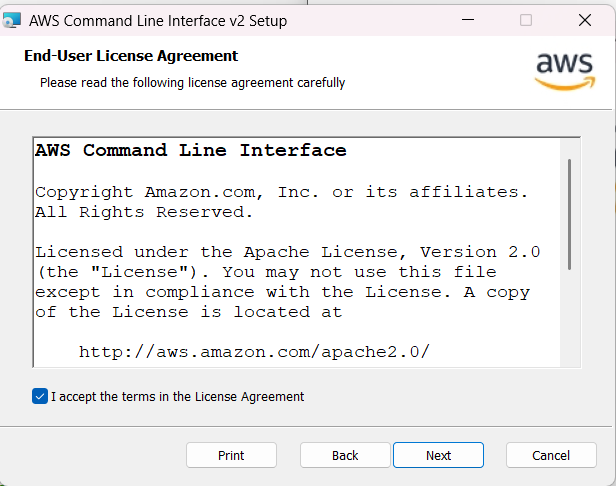 AWS Command Line Interface v2 Setup
End-User License Agreement
Please read the following license agreement carefully
aws
AWS Command Line Interface
Copyright Amazon.com, Inc. or its affiliates.
All Rights Reserved.
Licensed under the Apache License, Version 2.0
(the "License"). You may not use this file
except in compliance with the License. A copy
of the License is located at
http://aws.amazon.com/apache2.0/
I accept the terms in the License Agreement
Print
Back
Next
Cancel